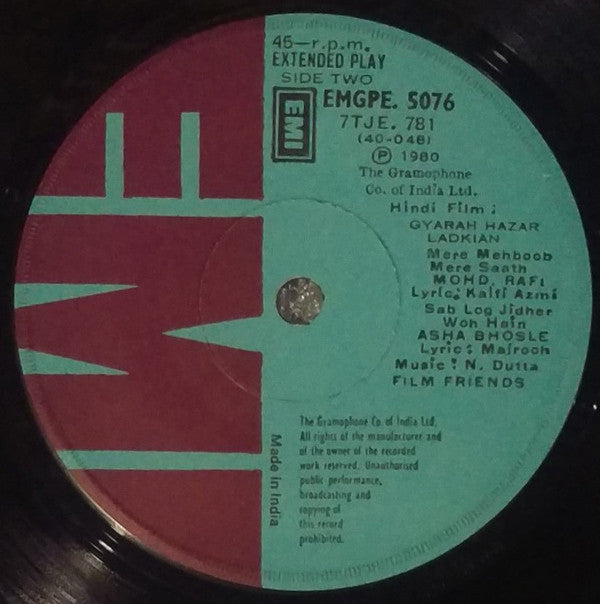 45-r.p.m.
EXTENDED PLAY
SIDE TWO
EMI
EMGPE. 5076
7TJE. 781
(40-048)
Ⓟ 1980
The Gramophone
Co. of India Ltd.
Hindi Film :
GYARAH HAZAR
LADKIAN
Mere Mehboob
Mere Saath
MOHD. RAFI
Lyric: Kaifi Azmi
Sab Log Jidher
Woh Hain
ASHA BHOSLE
Lyric : Majrooh
Music : N. Dutta
FILM FRIENDS
The Gramophone Co. of India Ltd.
All rights of the manufacturer and
of the owner of the recorded
work reserved. Unauthorised
public performance,
broadcasting and
copying of
this record
prohibited.
Made in India
EMI